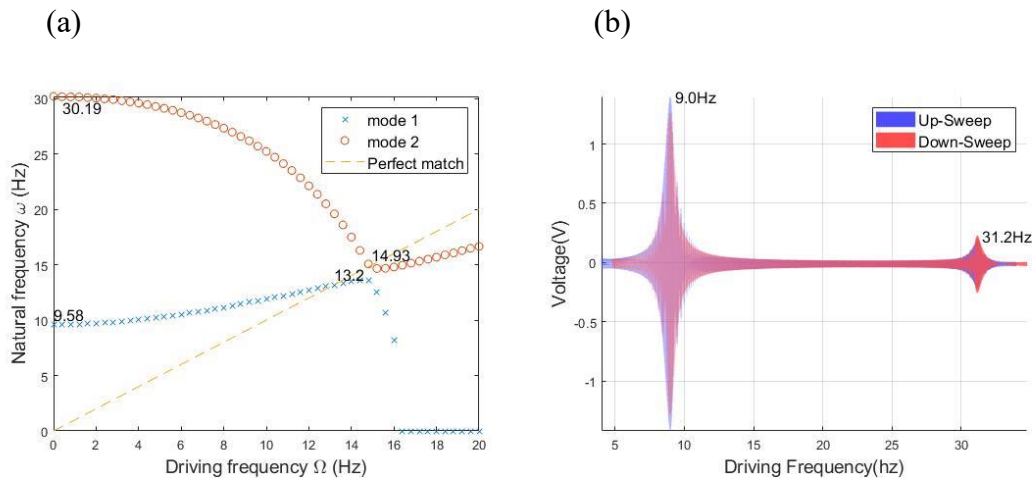 (a)
30
25
20
15
10
5
0
0
2
4
6
8
10
12
14
16
18
20
Natural frequency ω (Hz)
Driving frequency Ω (Hz)
30.19
9.58
13.2
14.93
mode 1
mode 2
Perfect match
(b)
9.0Hz
31.2Hz
Up-Sweep
Down-Sweep
1
0.5
0
-0.5
-1
5
10
15
20
25
30
Voltage(V)
Driving Frequency(hz)